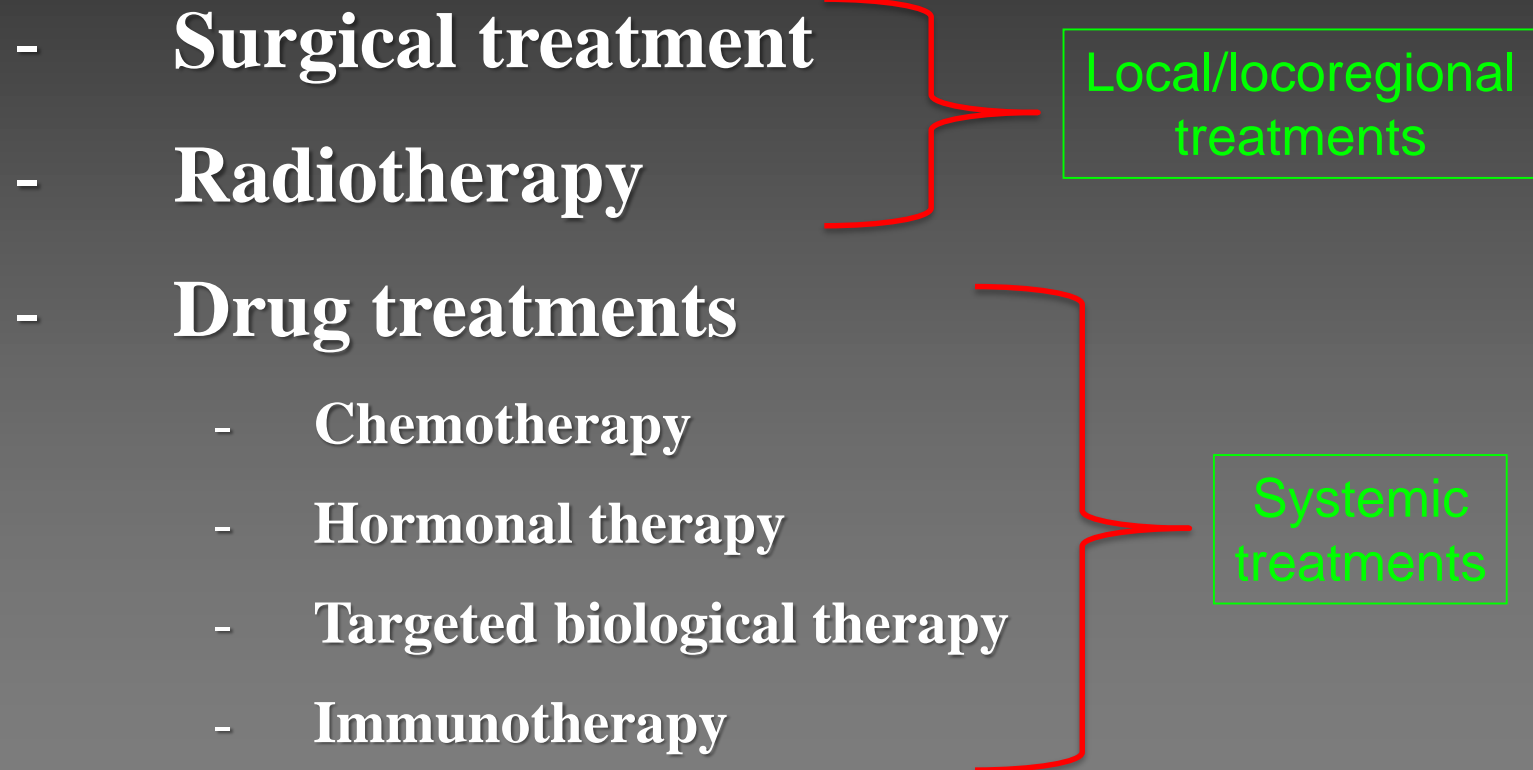 - Surgical treatment
Local/locoregional
treatments
- Radiotherapy
- Drug treatments
- Chemotherapy
- Hormonal therapy
Systemic
treatments
- Targeted biological therapy
- Immunotherapy